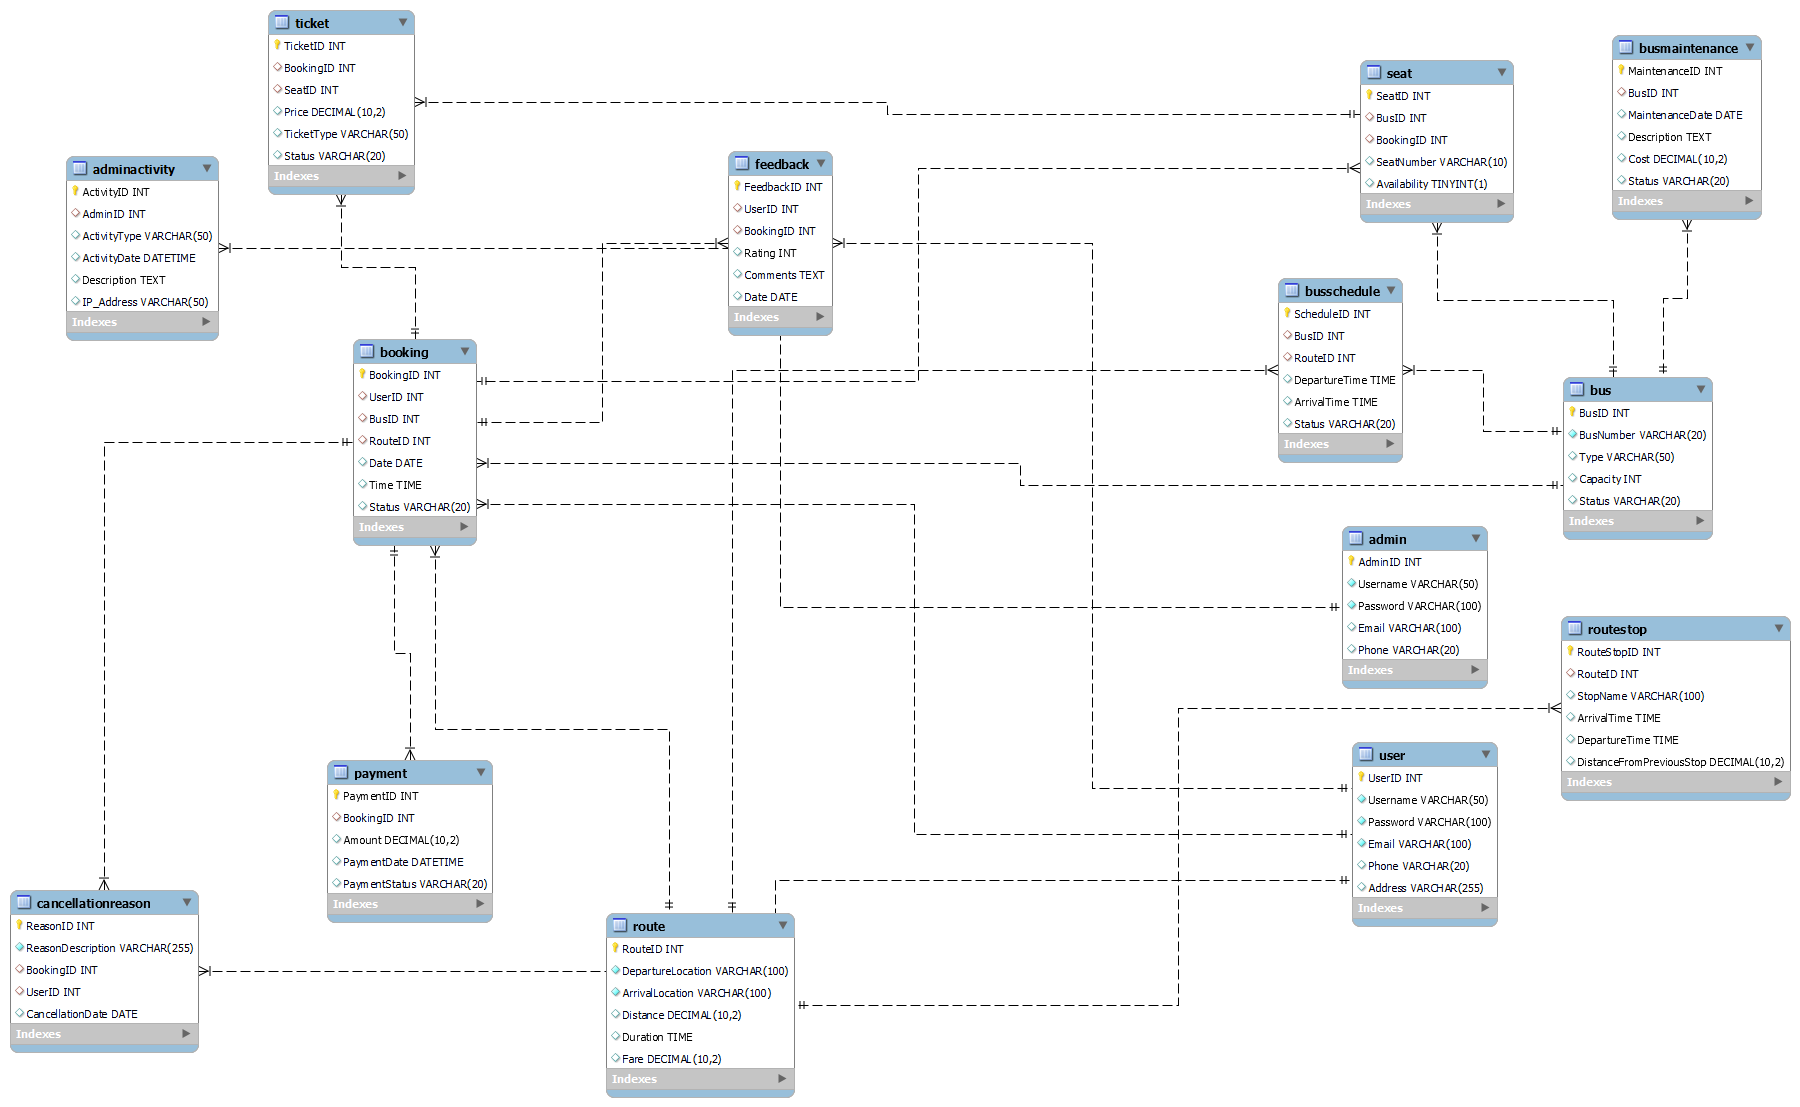 ticket
TicketID INT
BookingID INT
SeatID INT
Price DECIMAL(10,2)
TicketType VARCHAR(50)
Status VARCHAR(20)
Indexes
busmaintenance
MaintenanceID INT
BusID INT
MaintenanceDate DATE
Description TEXT
Cost DECIMAL(10,2)
Status VARCHAR(20)
Indexes
seat
SeatID INT
BusID INT
BookingID INT
SeatNumber VARCHAR(10)
Availability TINYINT(1)
Indexes
adminactivity
ActivityID INT
AdminID INT
ActivityType VARCHAR(50)
ActivityDate DATETIME
Description TEXT
IP_Address VARCHAR(50)
Indexes
feedback
FeedbackID INT
UserID INT
BookingID INT
Rating INT
Comments TEXT
Date DATE
Indexes
busschedule
ScheduleID INT
BusID INT
RouteID INT
DepartureTime TIME
ArrivalTime TIME
Status VARCHAR(20)
Indexes
booking
BookingID INT
UserID INT
BusID INT
RouteID INT
Date DATE
Time TIME
Status VARCHAR(20)
Indexes
bus
BusID INT
BusNumber VARCHAR(20)
Type VARCHAR(50)
Capacity INT
Status VARCHAR(20)
Indexes
admin
AdminID INT
Username VARCHAR(50)
Password VARCHAR(100)
Email VARCHAR(100)
Phone VARCHAR(20)
Indexes
routestop
RouteStopID INT
RouteID INT
StopName VARCHAR(100)
ArrivalTime TIME
DepartureTime TIME
DistanceFromPreviousStop DECIMAL(10,2)
Indexes
user
UserID INT
Username VARCHAR(50)
Password VARCHAR(100)
Email VARCHAR(100)
Phone VARCHAR(20)
Address VARCHAR(255)
Indexes
payment
PaymentID INT
BookingID INT
Amount DECIMAL(10,2)
PaymentDate DATETIME
PaymentStatus VARCHAR(20)
Indexes
cancellationreason
ReasonID INT
ReasonDescription VARCHAR(255)
BookingID INT
UserID INT
CancellationDate DATE
Indexes
route
RouteID INT
DepartureLocation VARCHAR(100)
ArrivalLocation VARCHAR(100)
Distance DECIMAL(10,2)
Duration TIME
Fare DECIMAL(10,2)
Indexes